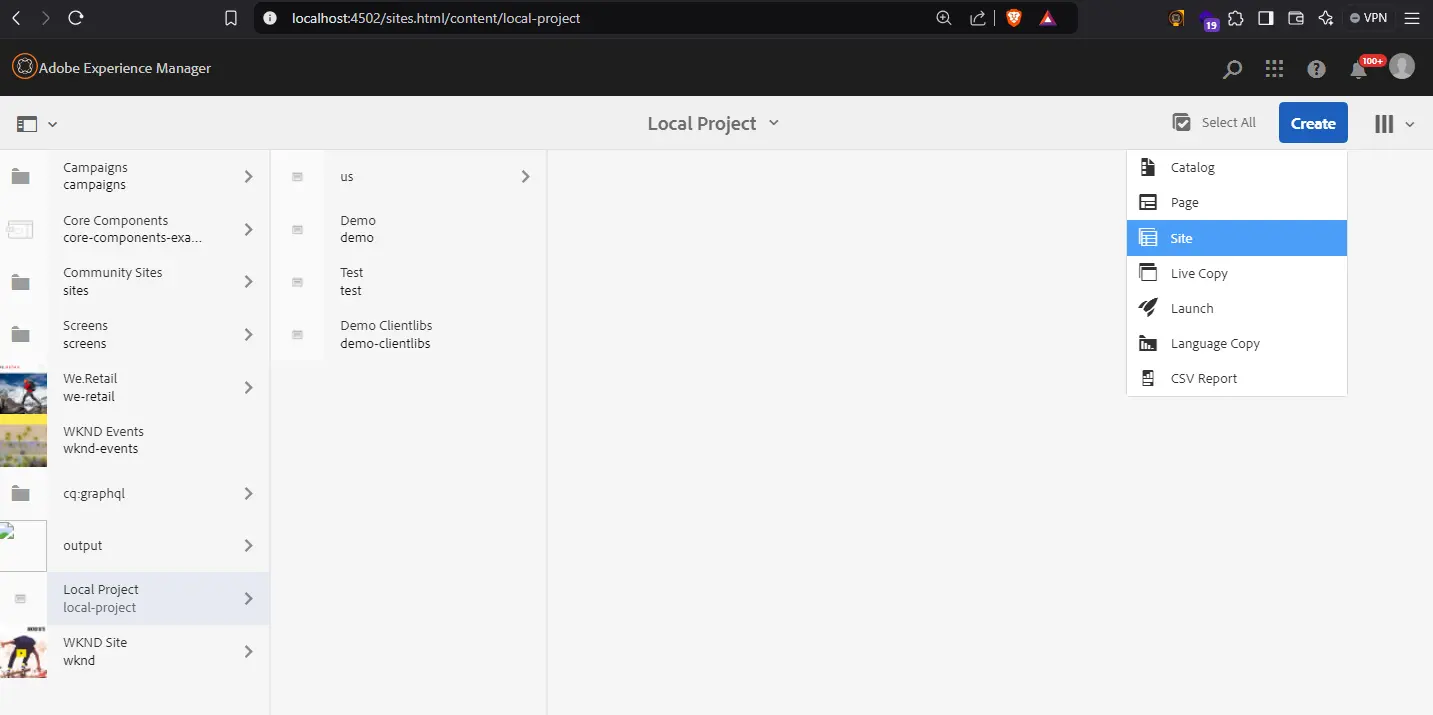 localhost:4502/sites.html/content/local-project
19
VPN
Adobe Experience Manager
100+
Local Project
Select All
Create
Campaigns
campaigns
Core Components
core-components-exa...
Community Sites
sites
Screens
screens
We.Retail
we-retail
WKND Events
wknd-events
cq:graphql
output
Local Project
local-project
WKND Site
wknd
us
Demo
demo
Test
test
Demo Clientlibs
demo-clientlibs
Catalog
Page
Site
Live Copy
Launch
Language Copy
CSV Report